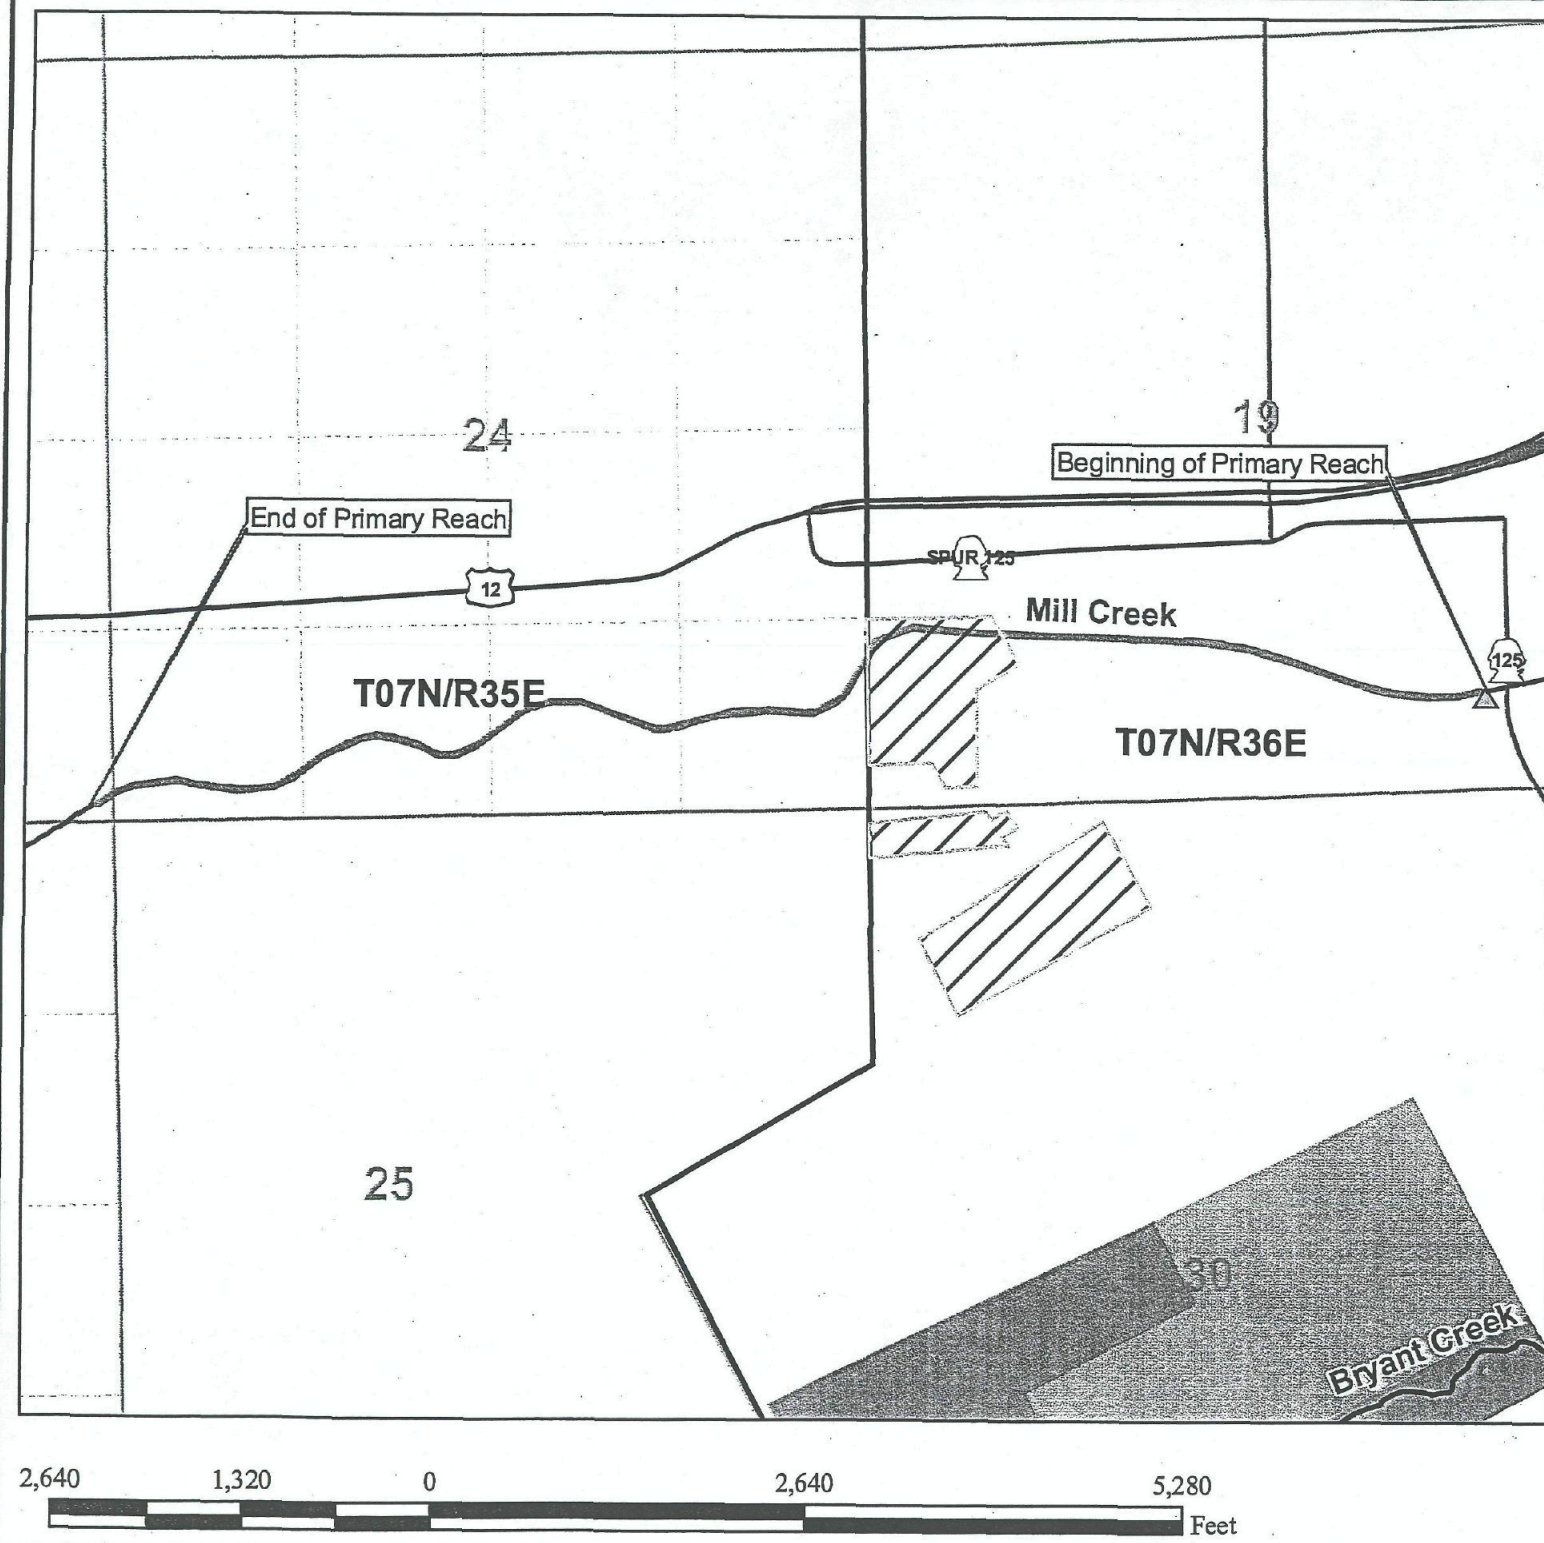 24
19
Beginning of Primary Reach
End of Primary Reach
SPUR 125
12
Mill Creek
125
T07N/R35E
T07N/R36E
25
30
Bryant Creek
2,640 1,320 0 2,640 5,280
Feet